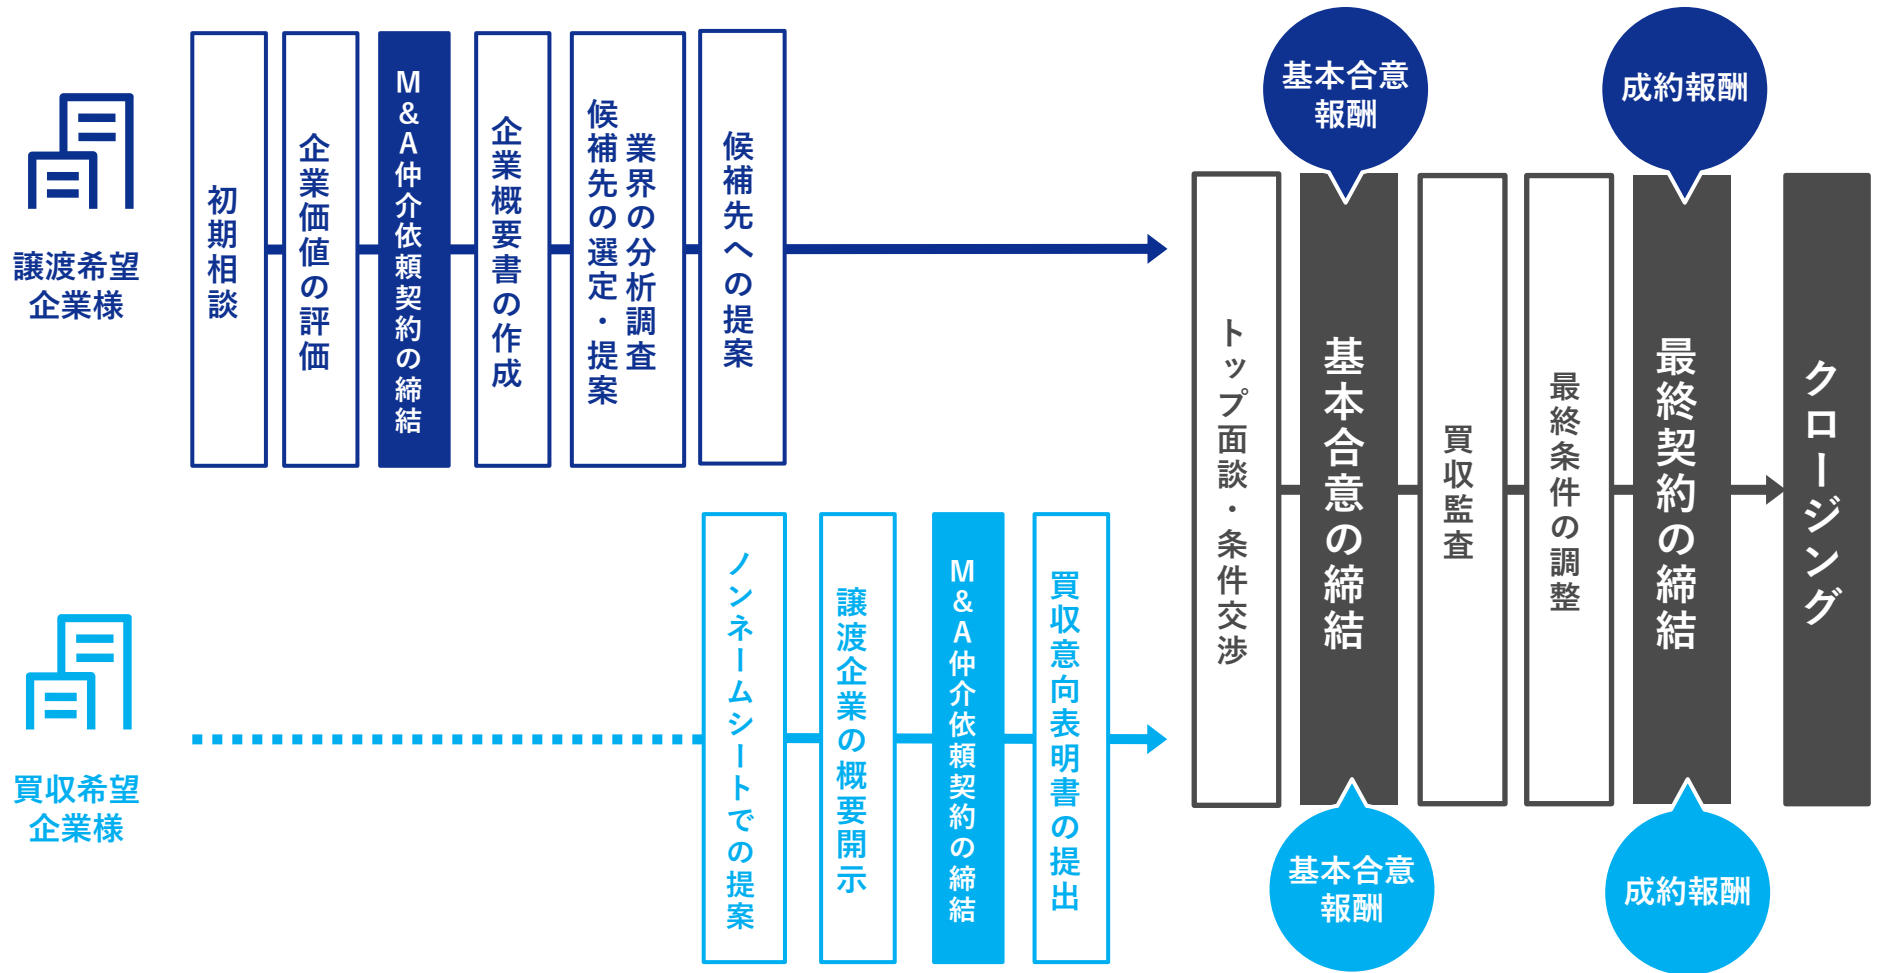 譲渡希望
企業様
初期相談
企業価値の評価
M&A仲介依頼契約の締結
企業概要書の作成
業界の分析調査
候補先の選定・提案
候補先への提案
買収希望
企業様
ノンネームシートでの提案
譲渡企業の概要開示
M&A仲介依頼契約の締結
買収意向表明書の提出
トップ面談・条件交渉
基本合意
報酬
基本合意の締結
基本合意
報酬
買収監査
最終条件の調整
成約報酬
最終契約の締結
成約報酬
クロージング